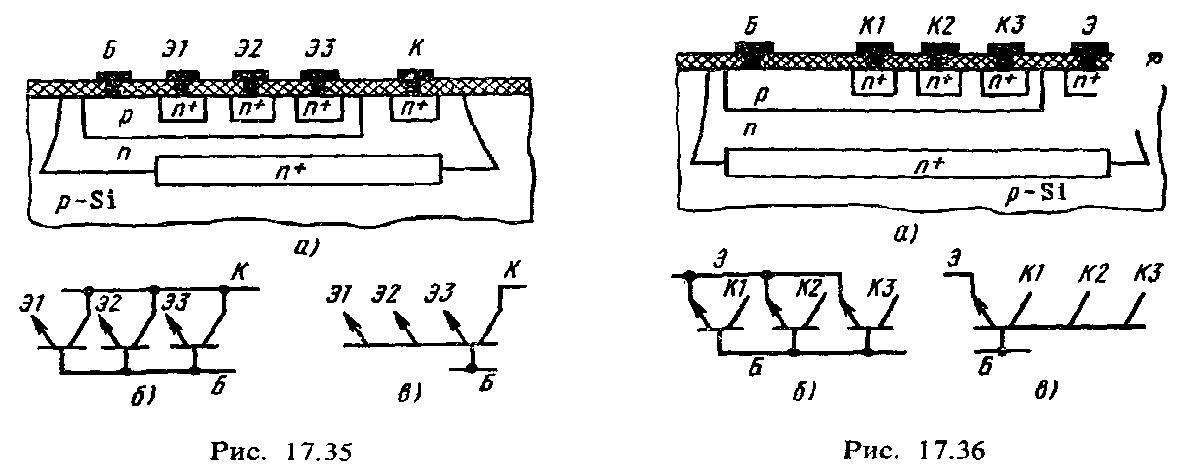 Б Э1 Э2 Э3 К
n+ n+ n+ n+
p
n
n+
p-Si
а)
К
Э1 Э2 Э3
Б
б)
К
Э1 Э2 Э3
Б
в)
Рис. 17.35
Б К1 К2 К3 Э
n+ n+ n+ n+
p
n
n+
p-Si
а)
Э
К1 К2 К3
Б
б)
Э К1 К2 К3
Б
в)
Рис. 17.36